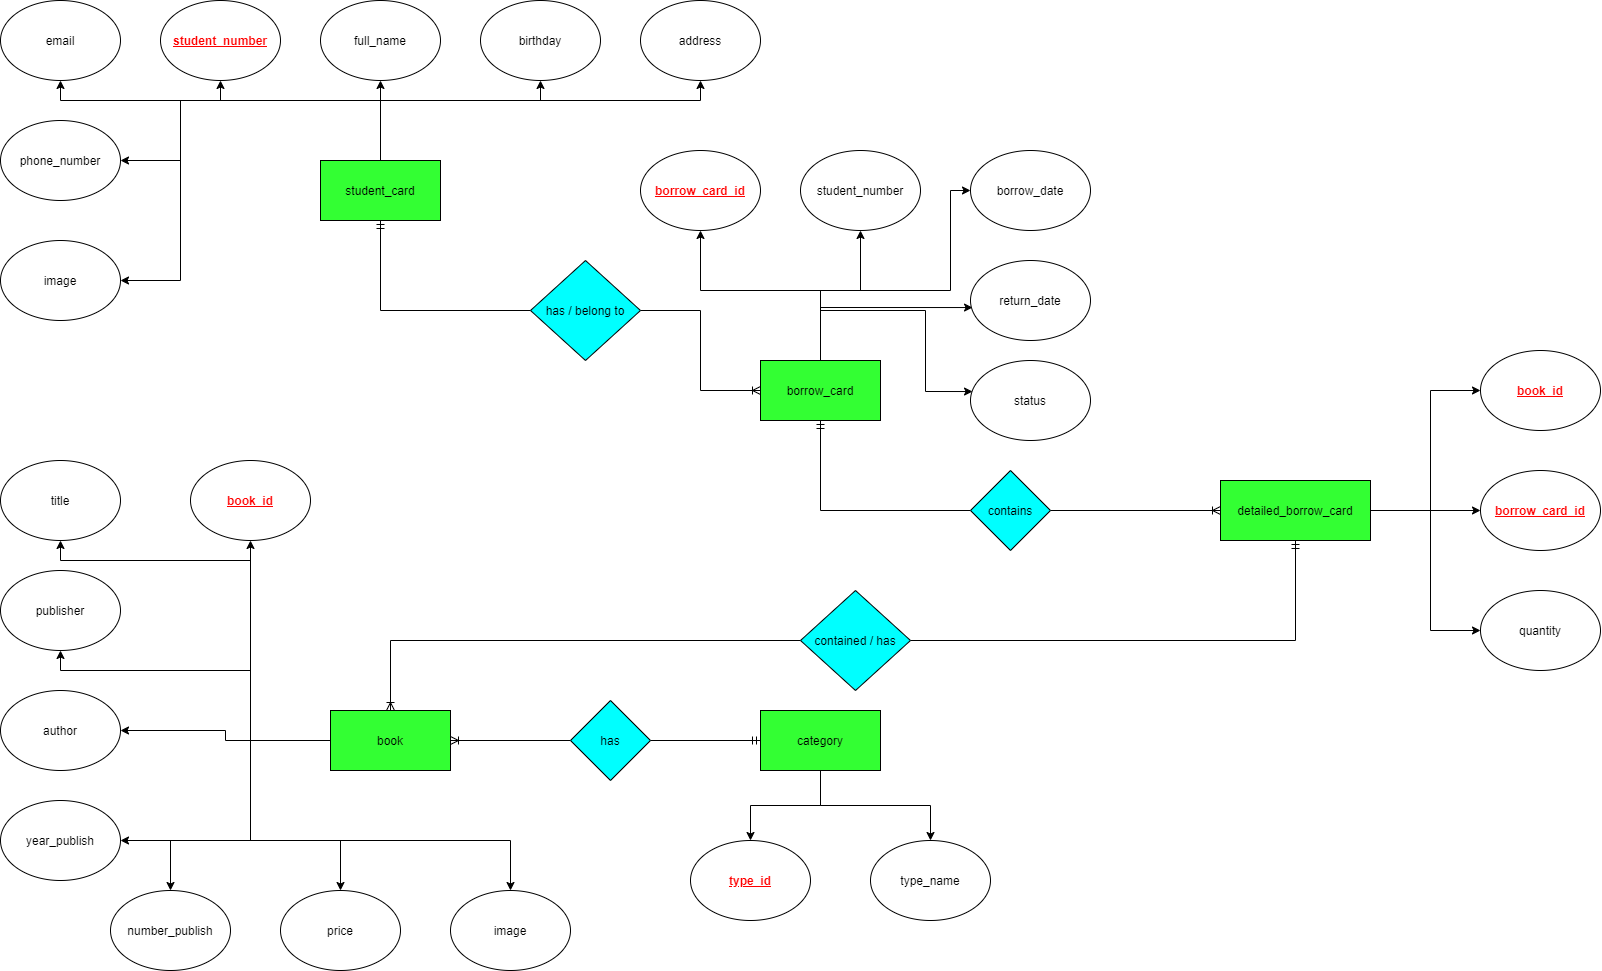 email
student_number
full_name
birthday
address
phone_number
student_card
borrow_card_id
student_number
borrow_date
image
has / belong to
return_date
borrow_card
status
book_id
title
book_id
contains
detailed_borrow_card
borrow_card_id
publisher
contained / has
quantity
author
book
has
category
year_publish
type_id
type_name
number_publish
price
image